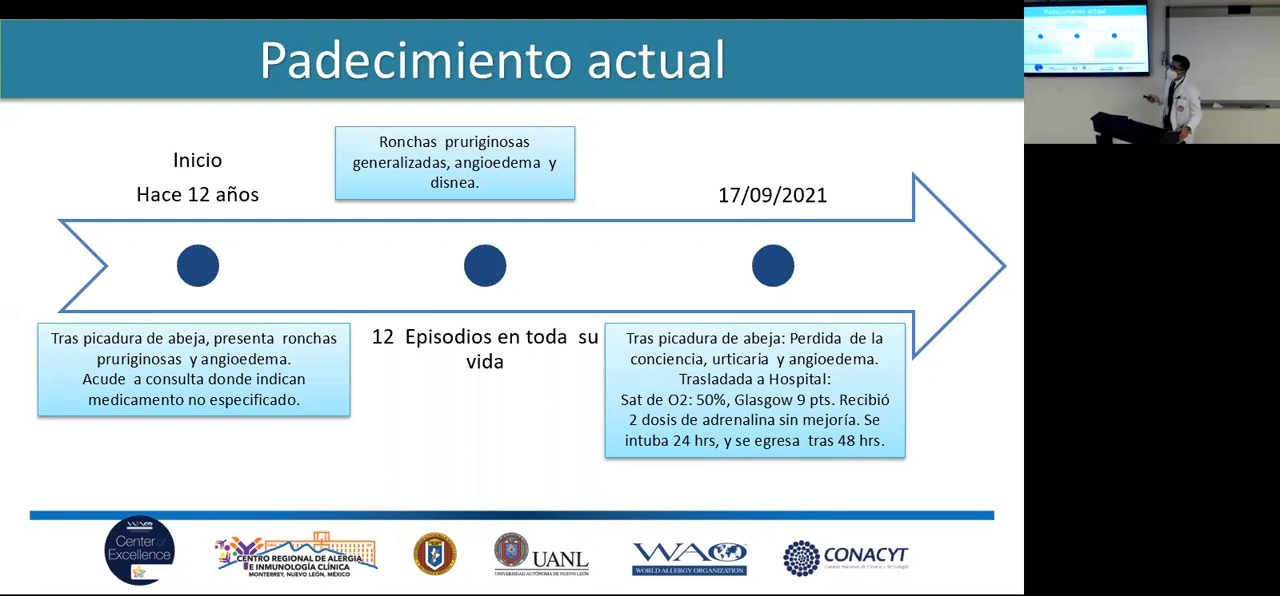 Padecimiento actual
Inicio
Hace 12 años
Ronchas pruriginosas
generalizadas, angioedema y
disnea.
17/09/2021
Tras picadura de abeja, presenta ronchas
pruriginosas y angioedema.
Acude a consulta donde indican
medicamento no especificado.
12 Episodios en toda su
vida
Tras picadura de abeja: Perdida de la
conciencia, urticaria y angioedema.
Trasladada a Hospital:
Sat de O2: 50%, Glasgow 9 pts. Recibió
2 dosis de adrenalina sin mejoría. Se
intuba 24 hrs, y se egresa tras 48 hrs.
WAO
Center of
Excellence
CENTRO REGIONAL DE ALERGIA
E INMUNOLOGÍA CLÍNICA
MONTERREY, NUEVO LEÓN, MÉXICO
UANL
UNIVERSIDAD AUTÓNOMA DE NUEVO LEÓN
WAO
WORLD ALLERGY ORGANIZATION
CONACYT
Consejo Nacional de Ciencia y Tecnología
Padecimiento actual